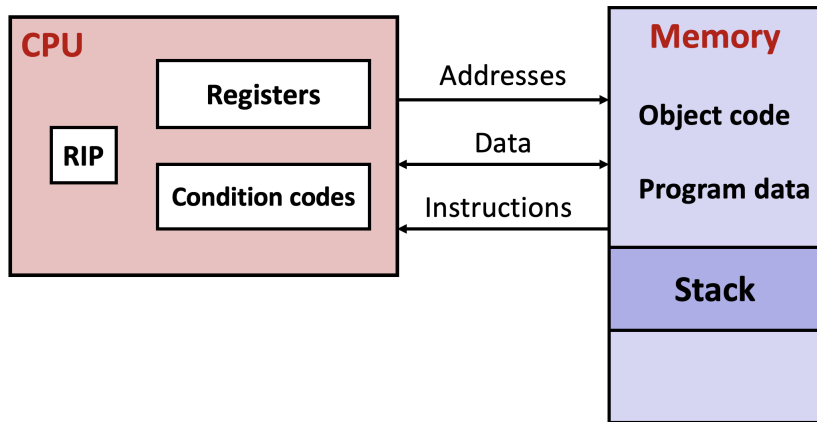 CPU
Registers
RIP
Condition codes
Addresses
Data
Instructions
Memory
Object code
Program data
Stack